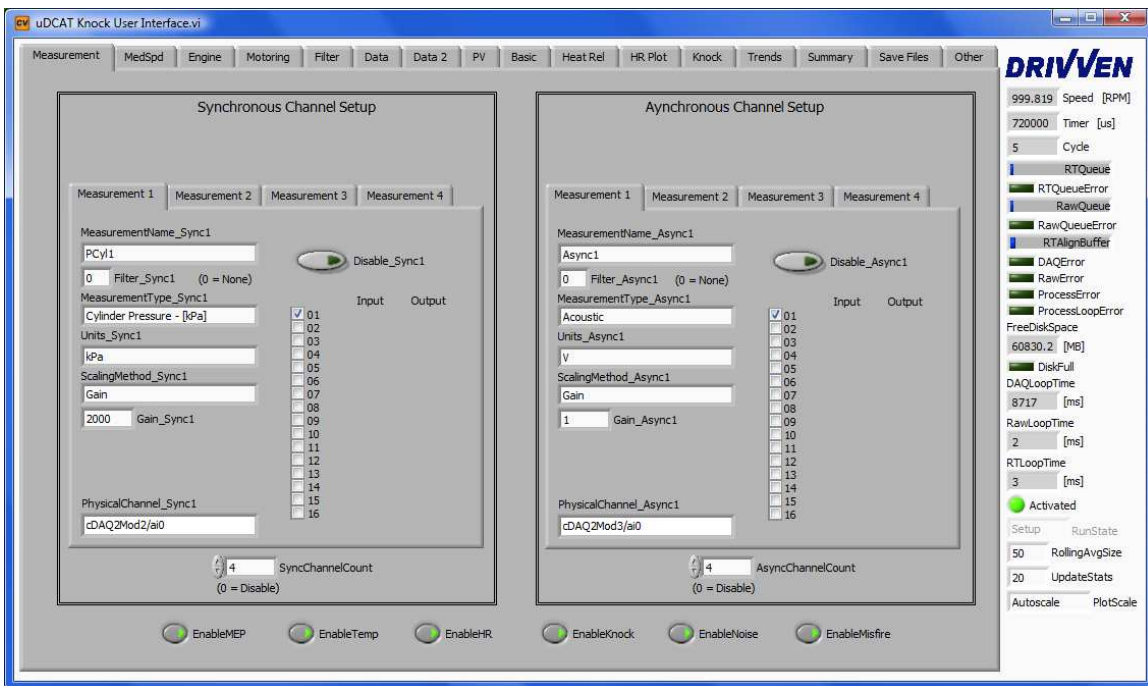 uDCAT Knock User Interface.vi
Measurement MedSpd Engine Motoring Filter Data Data 2 PV Basic Heat Rel HR Plot Knock Trends Summary Save Files Other
Synchronous Channel Setup
Measurement 1 Measurement 2 Measurement 3 Measurement 4
MeasurementName_Sync1
PCyl1
Disable_Sync1
0 Filter_Sync1 (0 = None)
MeasurementType_Sync1
Input Output
Cylinder Pressure - [kPa]
Units_Sync1
kPa
ScalingMethod_Sync1
Gain
2000 Gain_Sync1
01
02
03
04
05
06
07
08
09
10
11
12
13
14
15
16
PhysicalChannel_Sync1
cDAQ2Mod2/ai0
4 SyncChannelCount
(0 = Disable)
Aynchronous Channel Setup
Measurement 1 Measurement 2 Measurement 3 Measurement 4
MeasurementName_Async1
Async1
Disable_Async1
0 Filter_Async1 (0 = None)
MeasurementType_Async1
Input Output
Acoustic
Units_Async1
V
ScalingMethod_Async1
Gain
1 Gain_Async1
01
02
03
04
05
06
07
08
09
10
11
12
13
14
15
16
PhysicalChannel_Async1
cDAQ2Mod3/ai0
4 AsyncChannelCount
(0 = Disable)
EnableMEP EnableTemp EnableHR EnableKnock EnableNoise EnableMisfire
DRIVVEN
999.819 Speed [RPM]
720000 Timer [us]
5 Cycle
RTQueue
RTQueueError
RawQueue
RawQueueError
RTAlignBuffer
DAQError
RawError
ProcessError
ProcessLoopError
FreeDiskSpace
60830.2 [MB]
DiskFull
DAQLoopTime
8717 [ms]
RawLoopTime
2 [ms]
RTLoopTime
3 [ms]
Activated
Setup RunState
50 RollingAvgSize
20 UpdateStats
Autoscale PlotScale